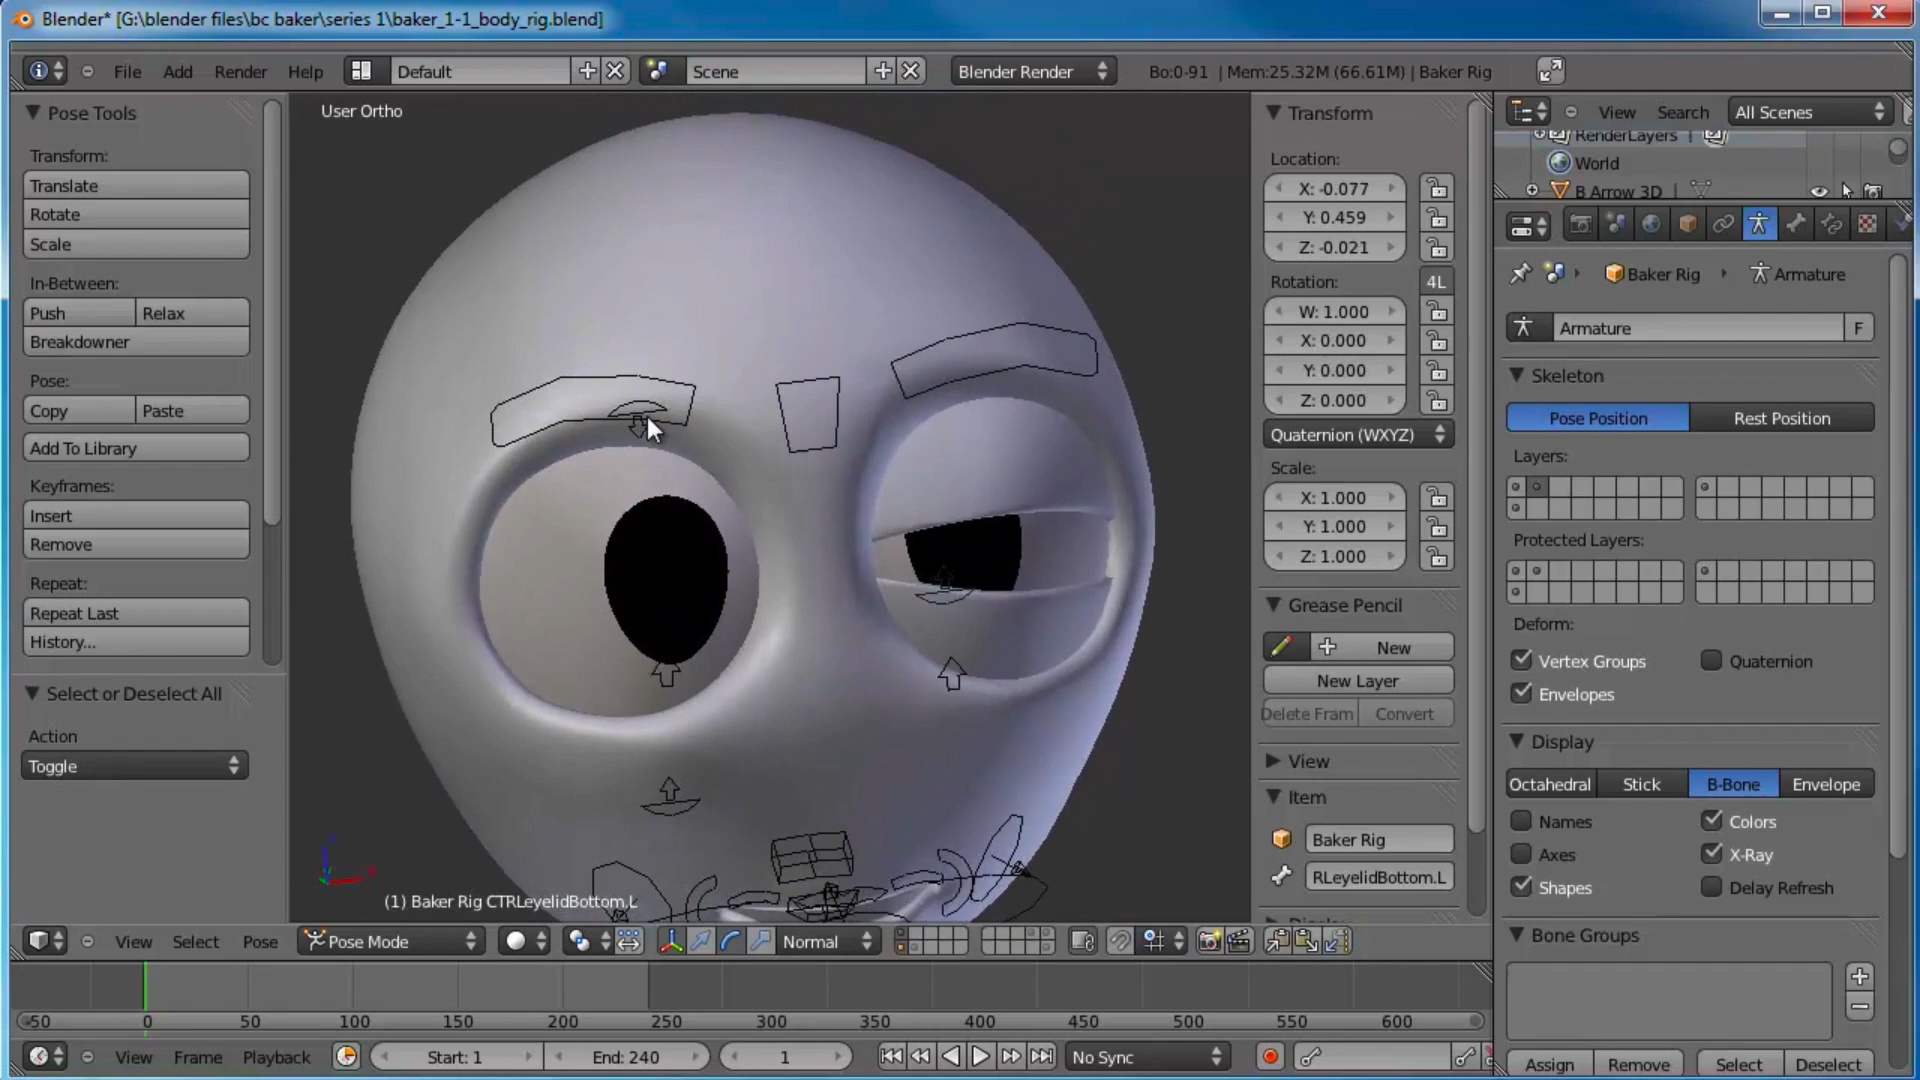 Blender* [G:\blender files\bc baker\series 1\baker_1-1_body_rig.blend]
File Add Render Help Default Scene Blender Render Bo:0-91 | Mem:25.32M (66.61M) | Baker Rig
Pose Tools
Transform:
Translate
Rotate
Scale
In-Between:
Push Relax
Breakdowner
Pose:
Copy Paste
Add To Library
Keyframes:
Insert
Remove
Repeat:
Repeat Last
History...
Select or Deselect All
Action
Toggle
User Ortho
(1) Baker Rig CTRLeyelidBottom.L
Transform
Location:
X: -0.077
Y: 0.459
Z: -0.021
Rotation: 4L
W: 1.000
X: 0.000
Y: 0.000
Z: 0.000
Quaternion (WXYZ)
Scale:
X: 1.000
Y: 1.000
Z: 1.000
Grease Pencil
New
New Layer
Delete Fram Convert
View
Item
Baker Rig
RLeyelidBottom.L
View Search All Scenes
RenderLayers
World
B Arrow 3D
Baker Rig Armature
Armature F
Skeleton
Pose Position Rest Position
Layers:
Protected Layers:
Deform:
Vertex Groups Quaternion
Envelopes
Display
Octahedral Stick B-Bone Envelope
Names Colors
Axes X-Ray
Shapes Delay Refresh
Bone Groups
Assign Remove Select Deselect
View Select Pose Pose Mode Normal
-50 0 50 100 150 200 250 300 350 400 450 500 550 600
View Frame Playback Start: 1 End: 240 1 No Sync